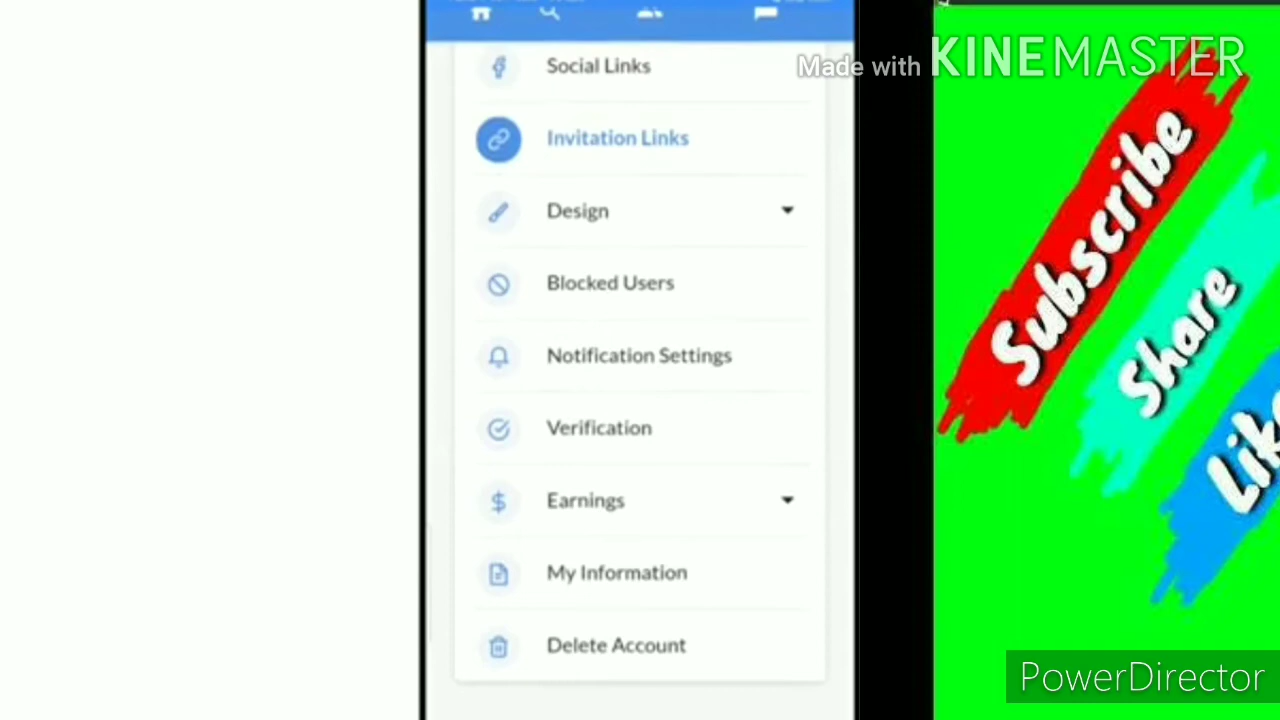 Social Links
Invitation Links
Design
Blocked Users
Notification Settings
Verification
Earnings
My Information
Delete Account
Made with KINEMASTER
Subscribe
Share
PowerDirector